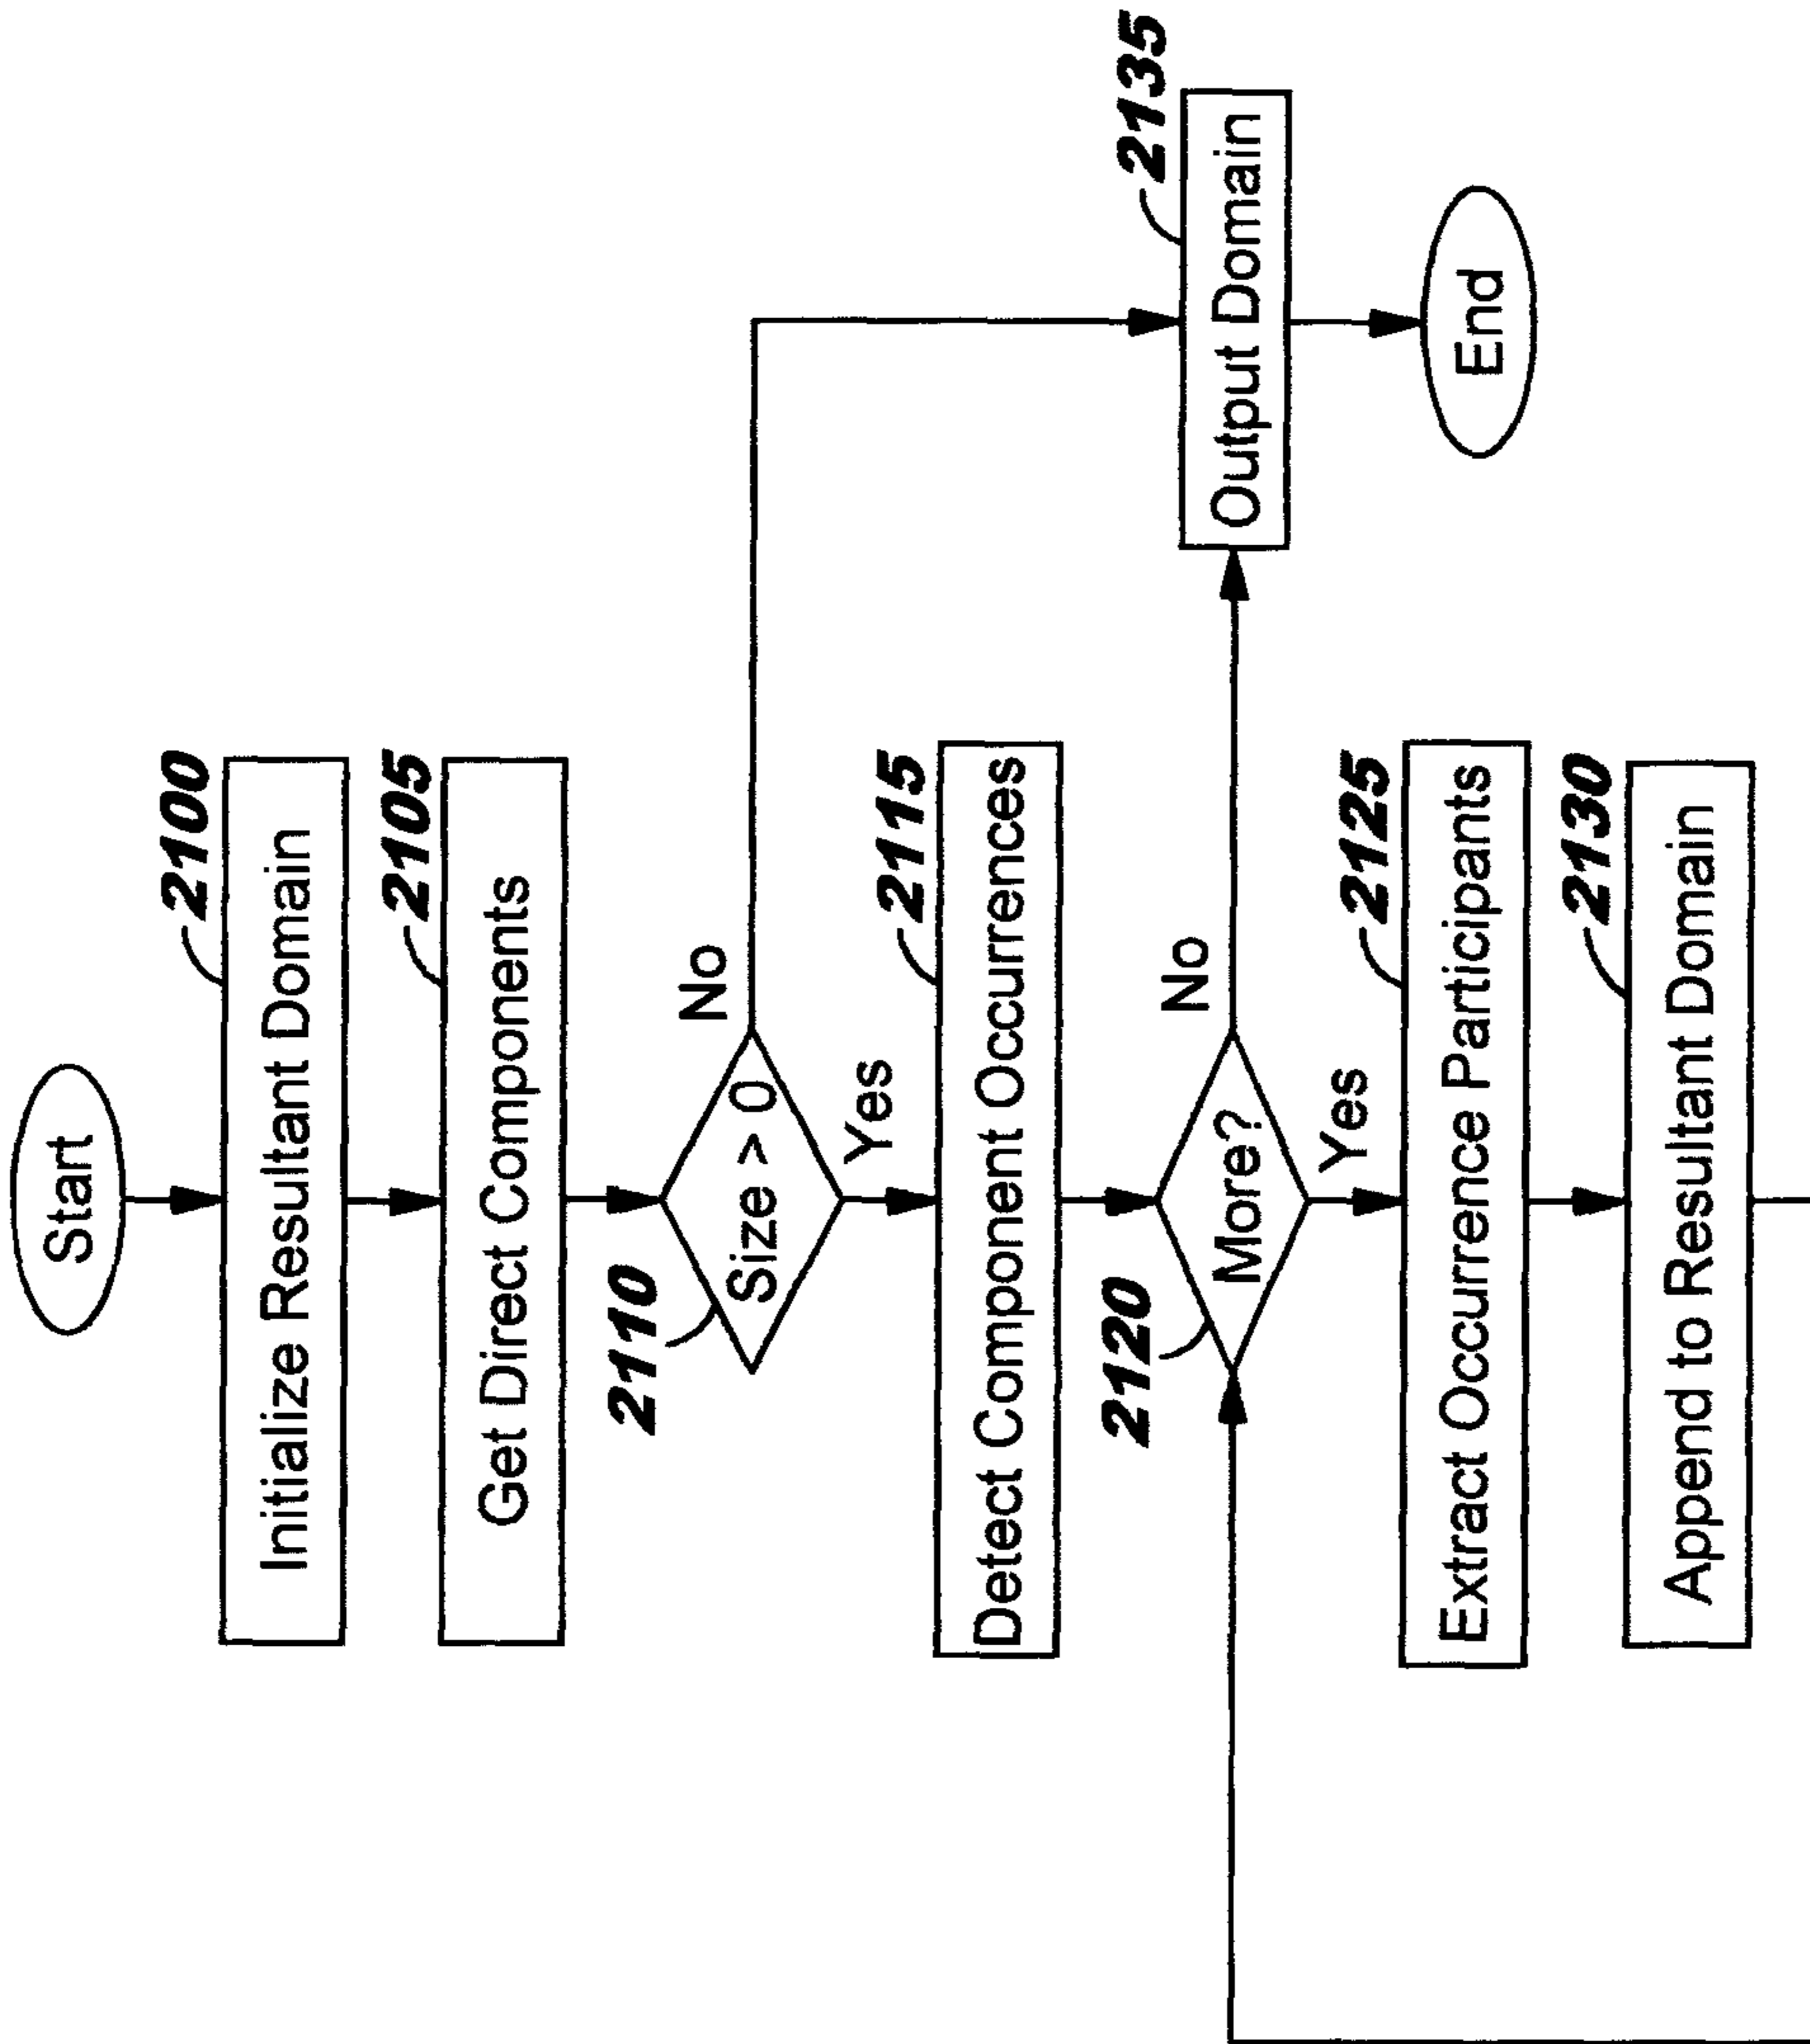 Start
2100
Initialize Resultant Domain
2105
Get Direct Components
2110
Size > 0
No
Yes
2115
Detect Component Occurrences
2120
More?
No
Yes
2135
Output Domain
End
2125
Extract Occurrence Participants
2130
Append to Resultant Domain